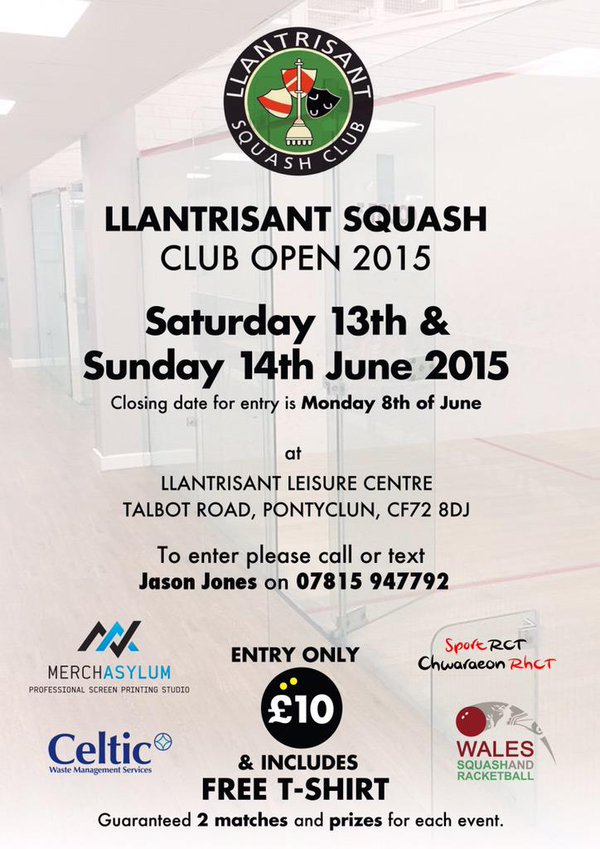 LLANTRISANT
SQUASH CLUB
LLANTRISANT SQUASH
CLUB OPEN 2015
Saturday 13th &
Sunday 14th June 2015
Closing date for entry is Monday 8th of June
at
LLANTRISANT LEISURE CENTRE
TALBOT ROAD, PONTYCLUN, CF72 8DJ
To enter please call or text
Jason Jones on 07815 947792
MERCHASYLUM
PROFESSIONAL SCREEN PRINTING STUDIO
Celtic
Waste Management Services
ENTRY ONLY
£10
& INCLUDES
FREE T-SHIRT
Sport RCT
Chwaraeon RhCT
WALES
SQUASHAND
RACKETBALL
Guaranteed 2 matches and prizes for each event.